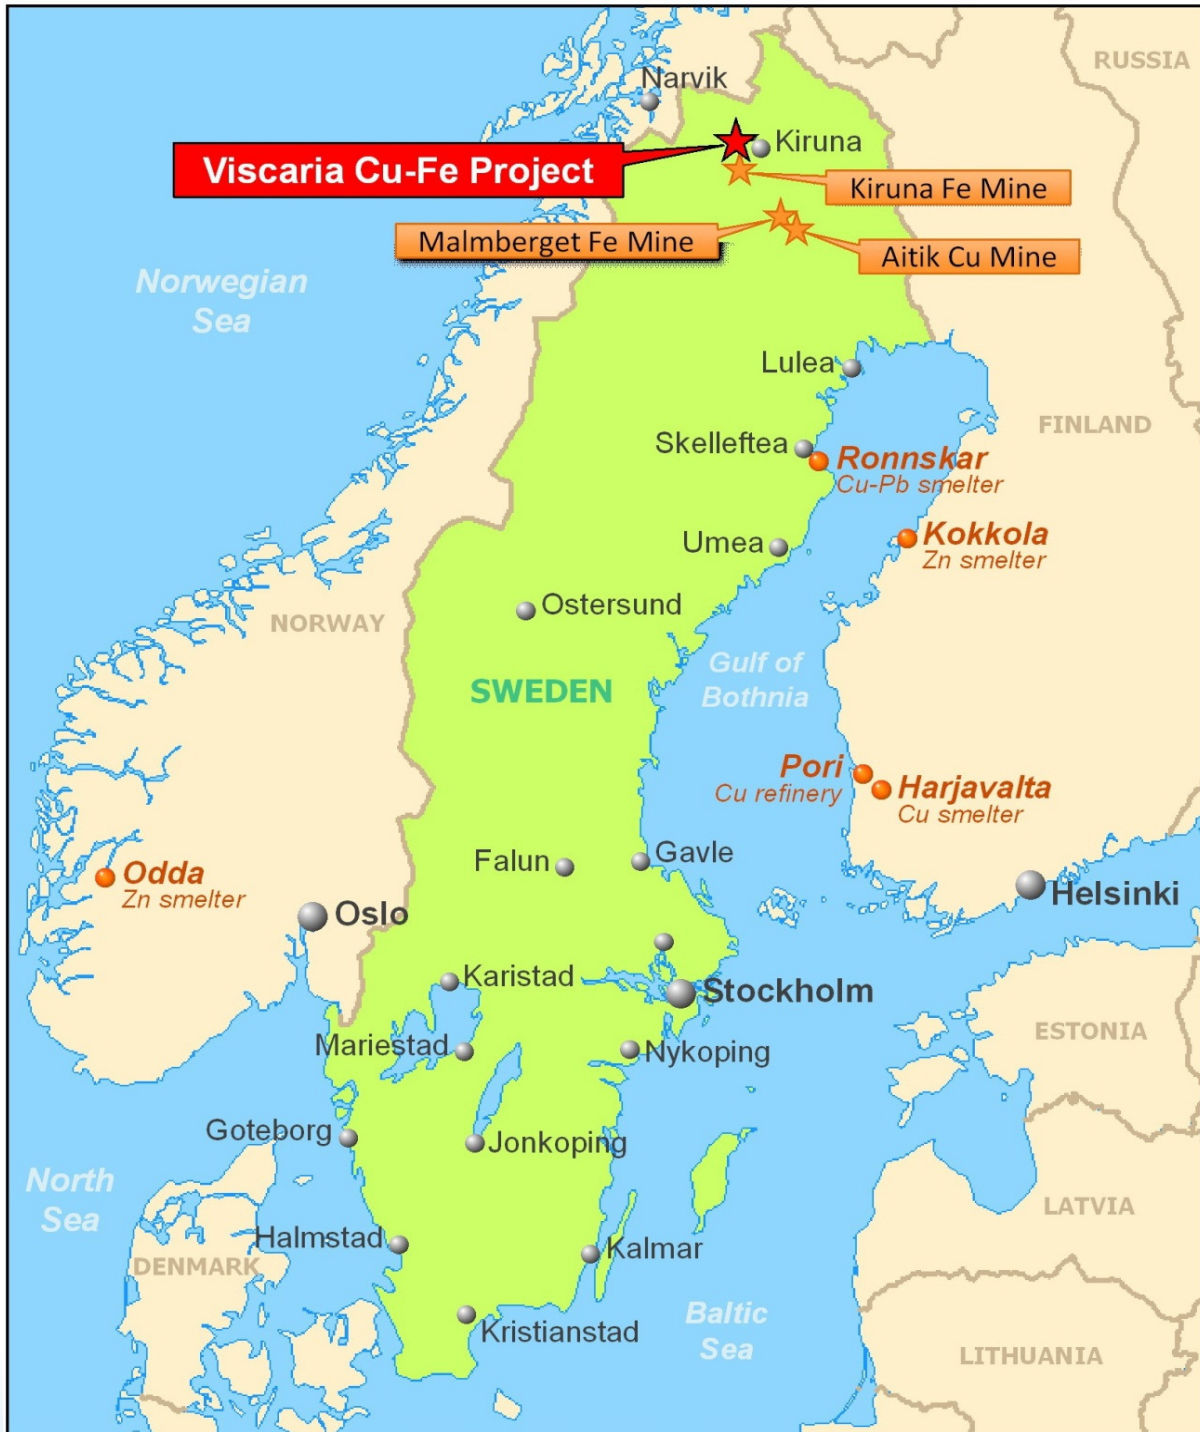 RUSSIA
Narvik
Kiruna
Viscaria Cu-Fe Project
Kiruna Fe Mine
Malmberget Fe Mine
Aitik Cu Mine
Norwegian
Sea
Lulea
FINLAND
Skelleftea
Ronnskar
Cu-Pb smelter
Kokkola
Zn smelter
Umea
Ostersund
NORWAY
Gulf of
Bothnia
SWEDEN
Pori
Cu refinery
Harjavalta
Cu smelter
Falun
Gavle
Odda
Zn smelter
Oslo
Helsinki
Karistad
Stockholm
ESTONIA
Mariestad
Nykoping
Goteborg
Jonkoping
North
Sea
LATVIA
Halmstad
Kalmar
DENMARK
Baltic
Sea
Kristianstad
LITHUANIA